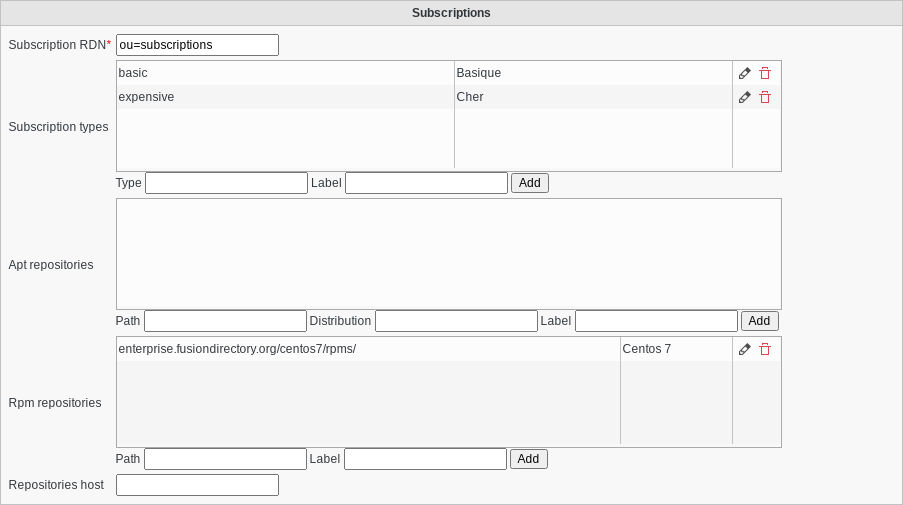 Subscriptions
Subscription RDN* ou=subscriptions
Subscription types
basic Basique
expensive Cher
Type Label Add
Apt repositories
Path Distribution Label Add
Rpm repositories
enterprise.fusiondirectory.org/centos7/rpms/ Centos 7
Path Label Add
Repositories host